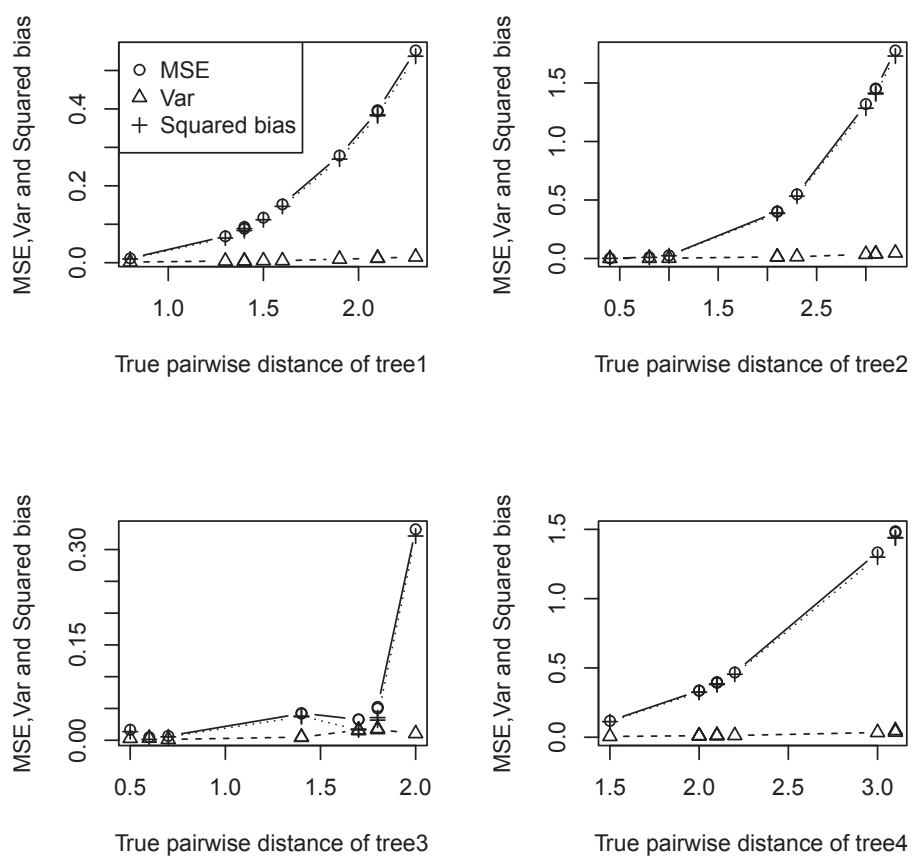 MSE,Var and Squared bias
0.0 0.2 0.4
MSE
Var
Squared bias
1.0 1.5 2.0
True pairwise distance of tree1
MSE,Var and Squared bias
0.0 0.5 1.0 1.5
0.5 1.5 2.5
True pairwise distance of tree2
MSE,Var and Squared bias
0.00 0.15 0.30
0.5 1.0 1.5 2.0
True pairwise distance of tree3
MSE,Var and Squared bias
0.0 0.5 1.0 1.5
1.5 2.0 2.5 3.0
True pairwise distance of tree4